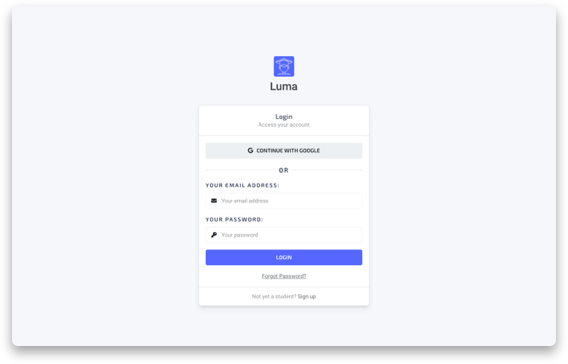 Luma
Login
Access your account
CONTINUE WITH GOOGLE
OR
YOUR EMAIL ADDRESS:
Your email address
YOUR PASSWORD:
Your password
LOGIN
Forgot Password?
Not yet a student? Sign up